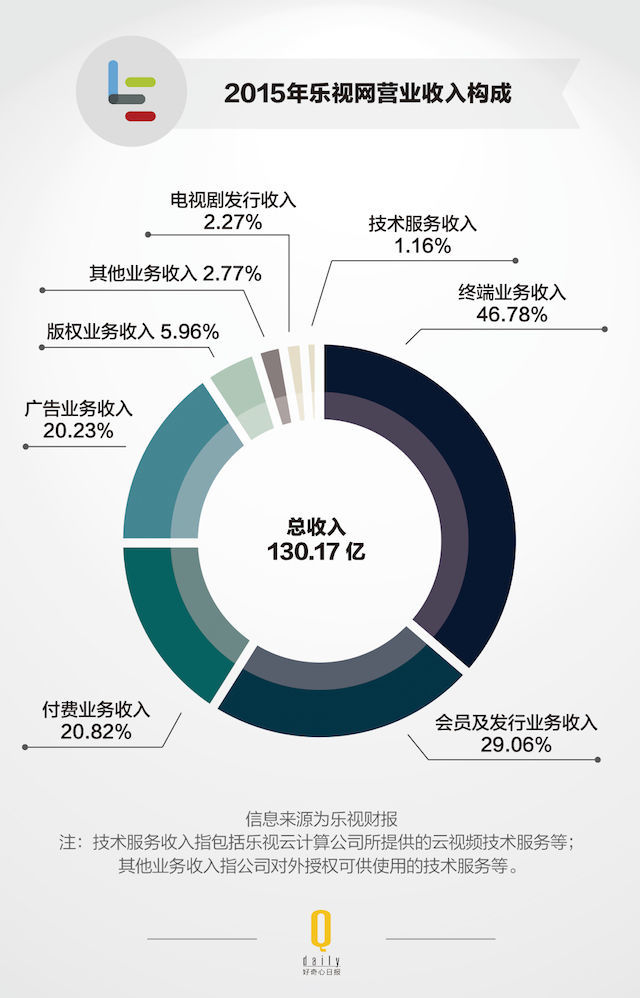 2015年乐视网营业收入构成
电视剧发行收入
2.27%
技术服务收入
1.16%
其他业务收入 2.77%
终端业务收入
46.78%
版权业务收入 5.96%
广告业务收入
20.23%
总收入
130.17 亿
付费业务收入
20.82%
会员及发行业务收入
29.06%
信息来源为乐视财报
注：技术服务收入指包括乐视云计算公司所提供的云视频技术服务等；
其他业务收入指公司对外授权可供使用的技术服务等。
Q
daily
好奇心日报